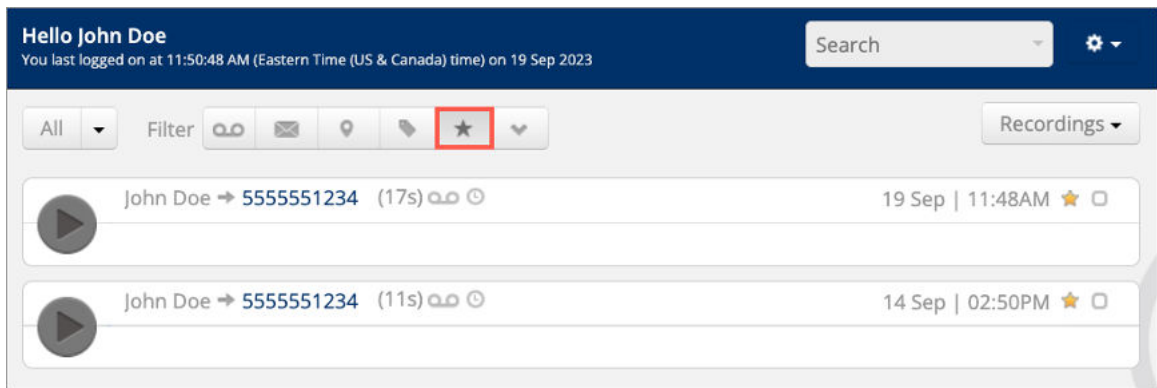 Hello John Doe
You last logged on at 11:50:48 AM (Eastern Time (US & Canada) time) on 19 Sep 2023
Search
All
Filter
Recordings
John Doe → 5555551234 (17s)
19 Sep | 11:48AM
John Doe → 5555551234 (11s)
14 Sep | 02:50PM